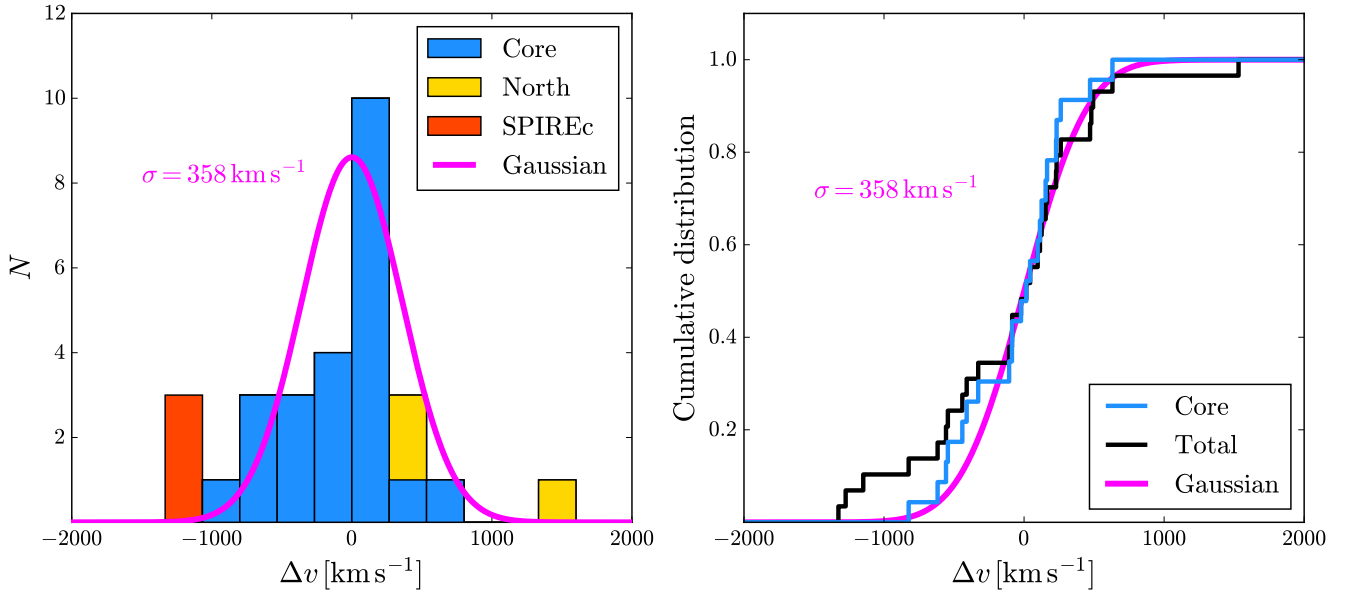 12
10
8
6
4
2
N
−2000
−1000
0
1000
2000
Δv [km s⁻¹]
σ = 358 km s⁻¹
Core
North
SPIREc
Gaussian
1.0
0.8
0.6
0.4
0.2
Cumulative distribution
−2000
−1000
0
1000
2000
Δv [km s⁻¹]
σ = 358 km s⁻¹
Core
Total
Gaussian